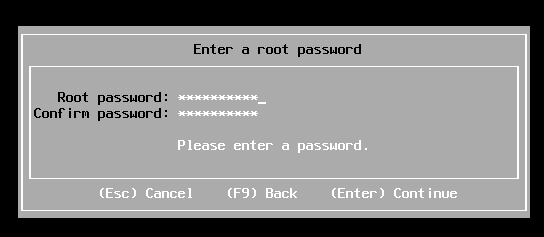 Enter a root password
Root password: **********_
Confirm password: **********
Please enter a password.
(Esc) Cancel (F9) Back (Enter) Continue